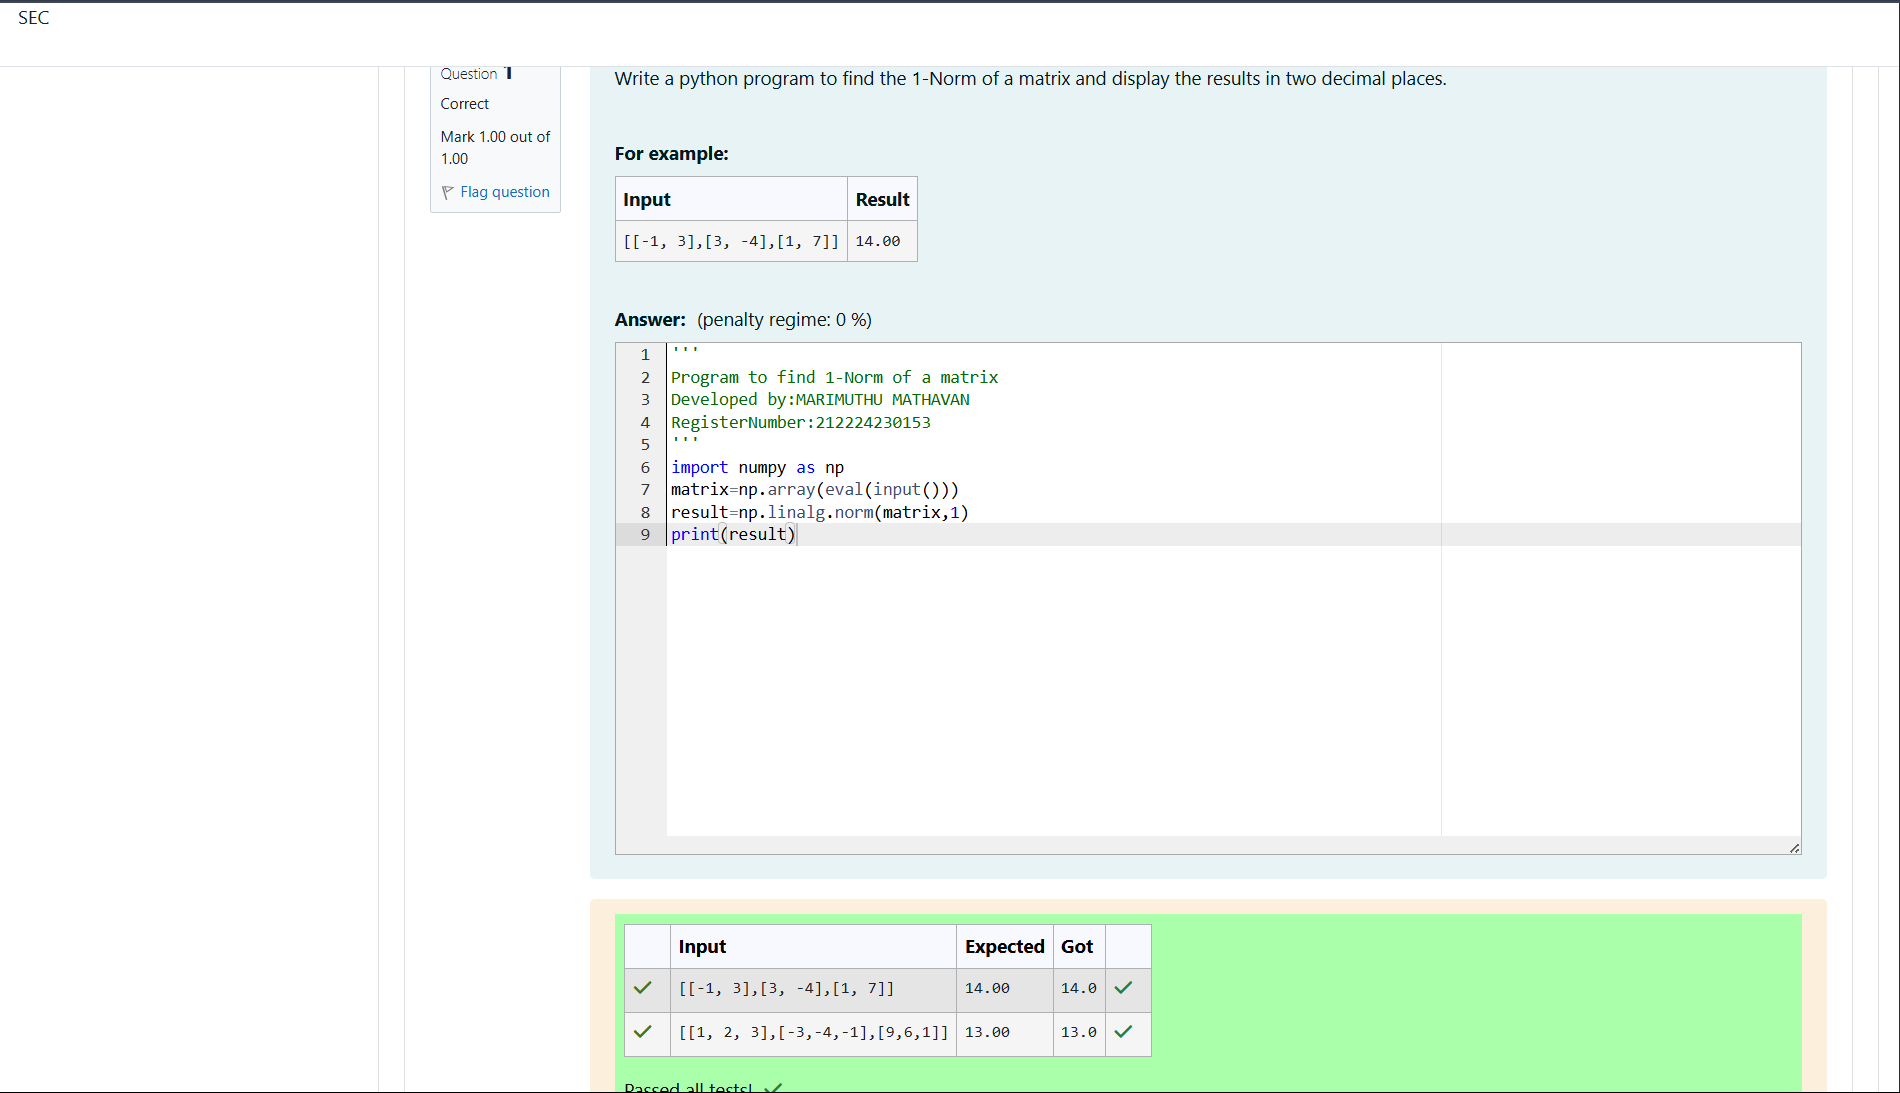 SEC
Question 1
Correct
Mark 1.00 out of
1.00
Flag question
Write a python program to find the 1-Norm of a matrix and display the results in two decimal places.
For example:
Input Result
[[-1, 3],[3, -4],[1, 7]] 14.00
Answer: (penalty regime: 0 %)
1 '''
2 Program to find 1-Norm of a matrix
3 Developed by:MARIMUTHU MATHAVAN
4 RegisterNumber:212224230153
5 '''
6 import numpy as np
7 matrix=np.array(eval(input()))
8 result=np.linalg.norm(matrix,1)
9 print(result)
Input Expected Got
[[-1, 3],[3, -4],[1, 7]] 14.00 14.0
[[1, 2, 3],[-3,-4,-1],[9,6,1]] 13.00 13.0
Passed all tests!